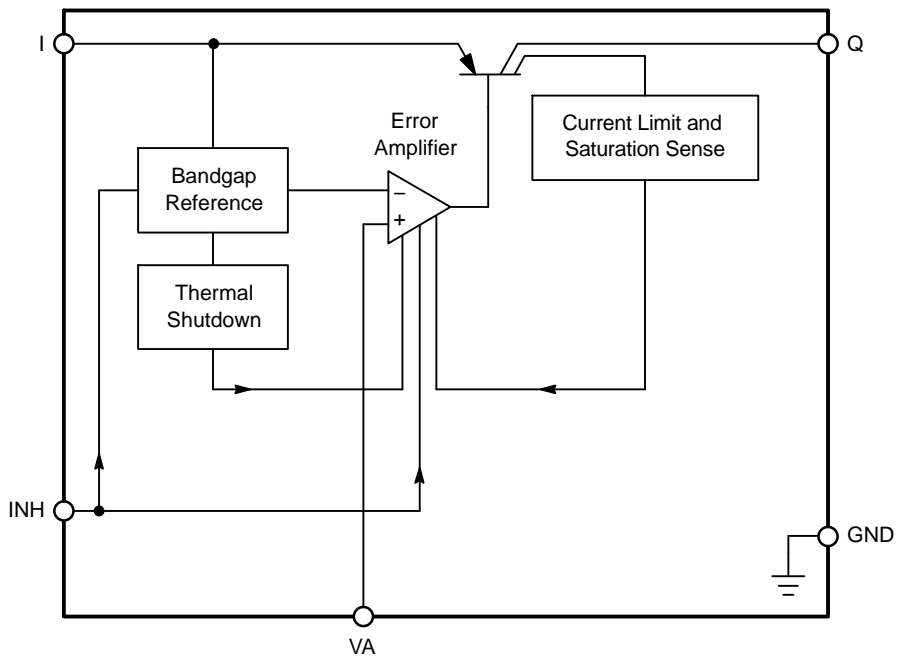 I
Q
Error
Amplifier
Current Limit and
Saturation Sense
Bandgap
Reference
−
+
Thermal
Shutdown
INH
GND
VA